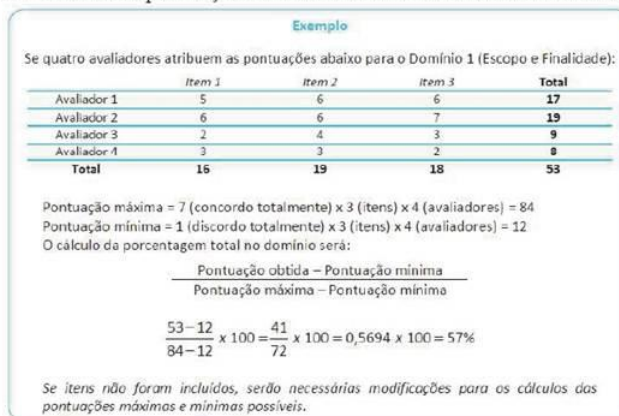 Exemplo
Se quatro avaliadores atribuem as pontuações abaixo para o Domínio 1 (Escopo e Finalidade):
Item 1 Item 2 Item 3 Total
Avaliador 1 5 6 6 17
Avaliador 2 6 6 7 19
Avaliador 3 2 4 3 9
Avaliador 4 3 3 2 8
Total 16 19 18 53
Pontuação máxima = 7 (concordo totalmente) x 3 (itens) x 4 (avaliadores) = 84
Pontuação mínima = 1 (discordo totalmente) x 3 (itens) x 4 (avaliadores) = 12
O cálculo da porcentagem total no domínio será:
Pontuação obtida – Pontuação mínima
Pontuação máxima – Pontuação mínima
53−12 / 84−12 x 100 = 41 / 72 x 100 = 0,5694 x 100 = 57%
Se itens não foram incluídos, serão necessárias modificações para os cálculos das
pontuações máximas e mínimas possíveis.